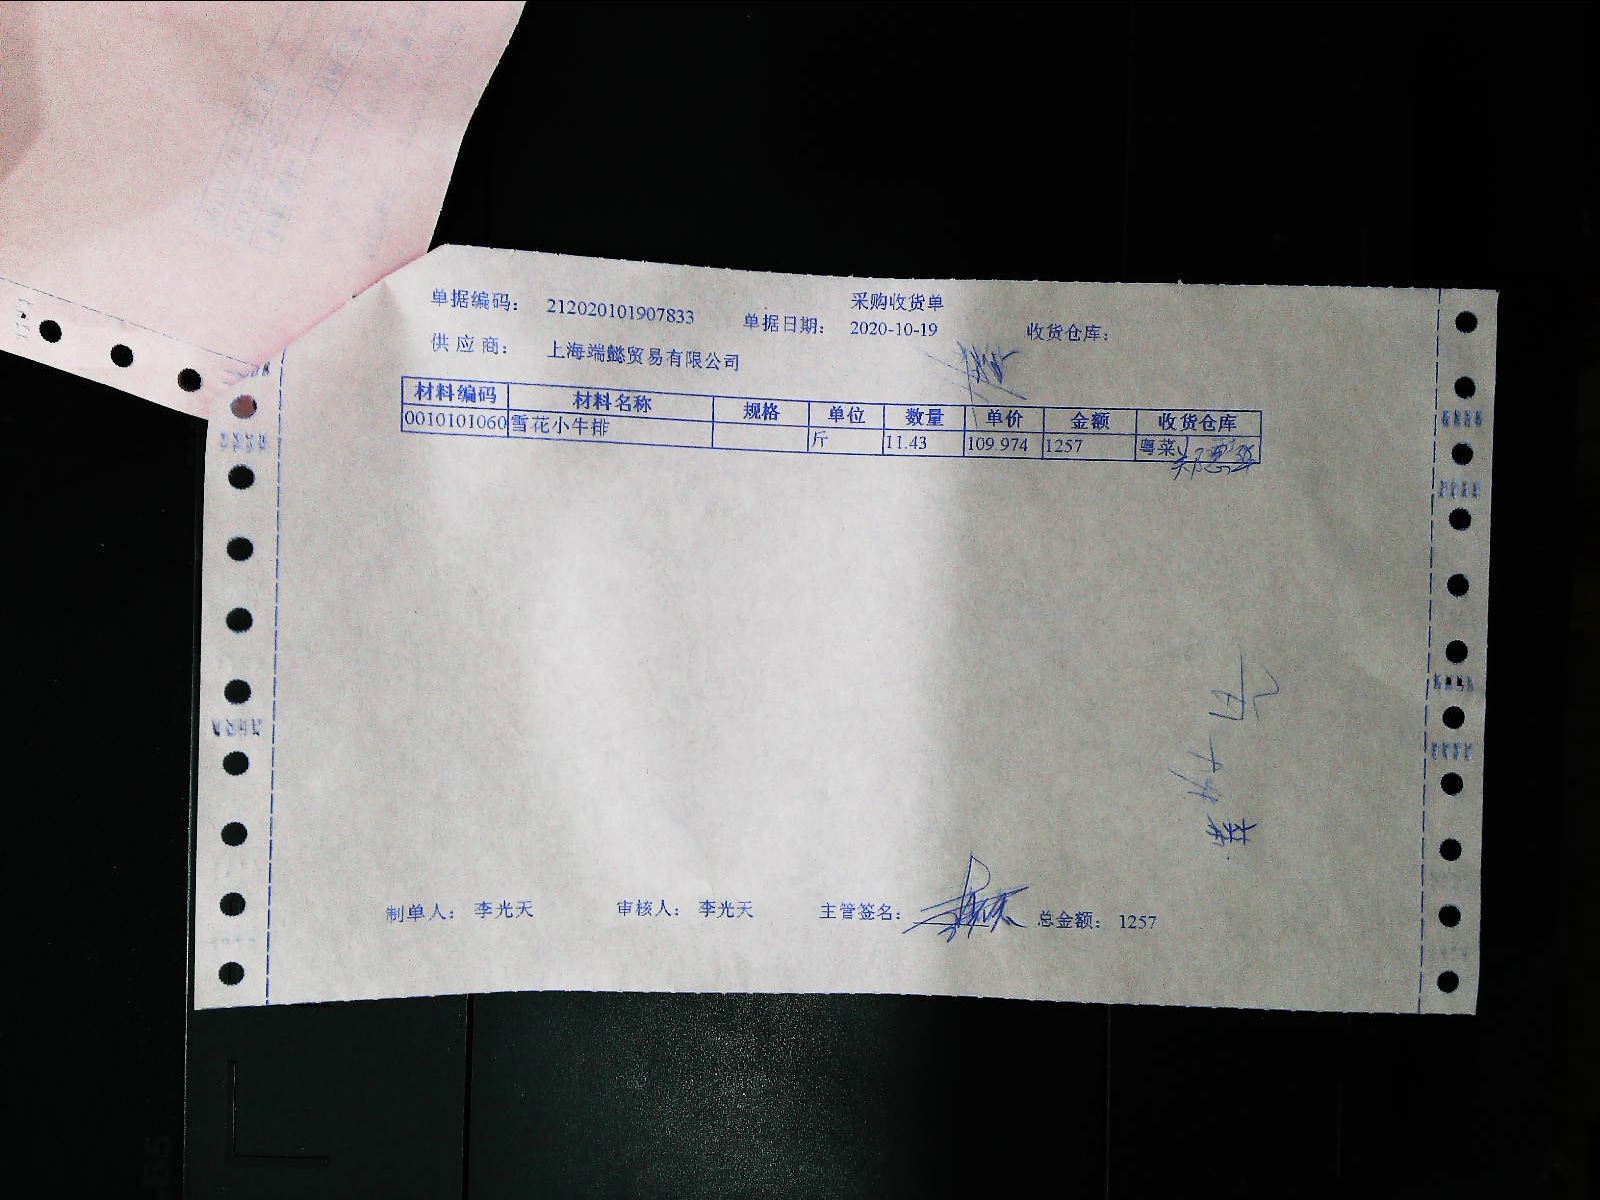 采购收货单
单据编码： 212020101907833 单据日期： 2020-10-19 收货仓库：
供应商： 上海端懿贸易有限公司
材料编码 材料名称 规格 单位 数量 单价 金额 收货仓库
0010101060 雪花小牛排 斤 11.43 109.974 1257 粤菜
制单人： 李光天 审核人： 李光天 主管签名： 总金额： 1257